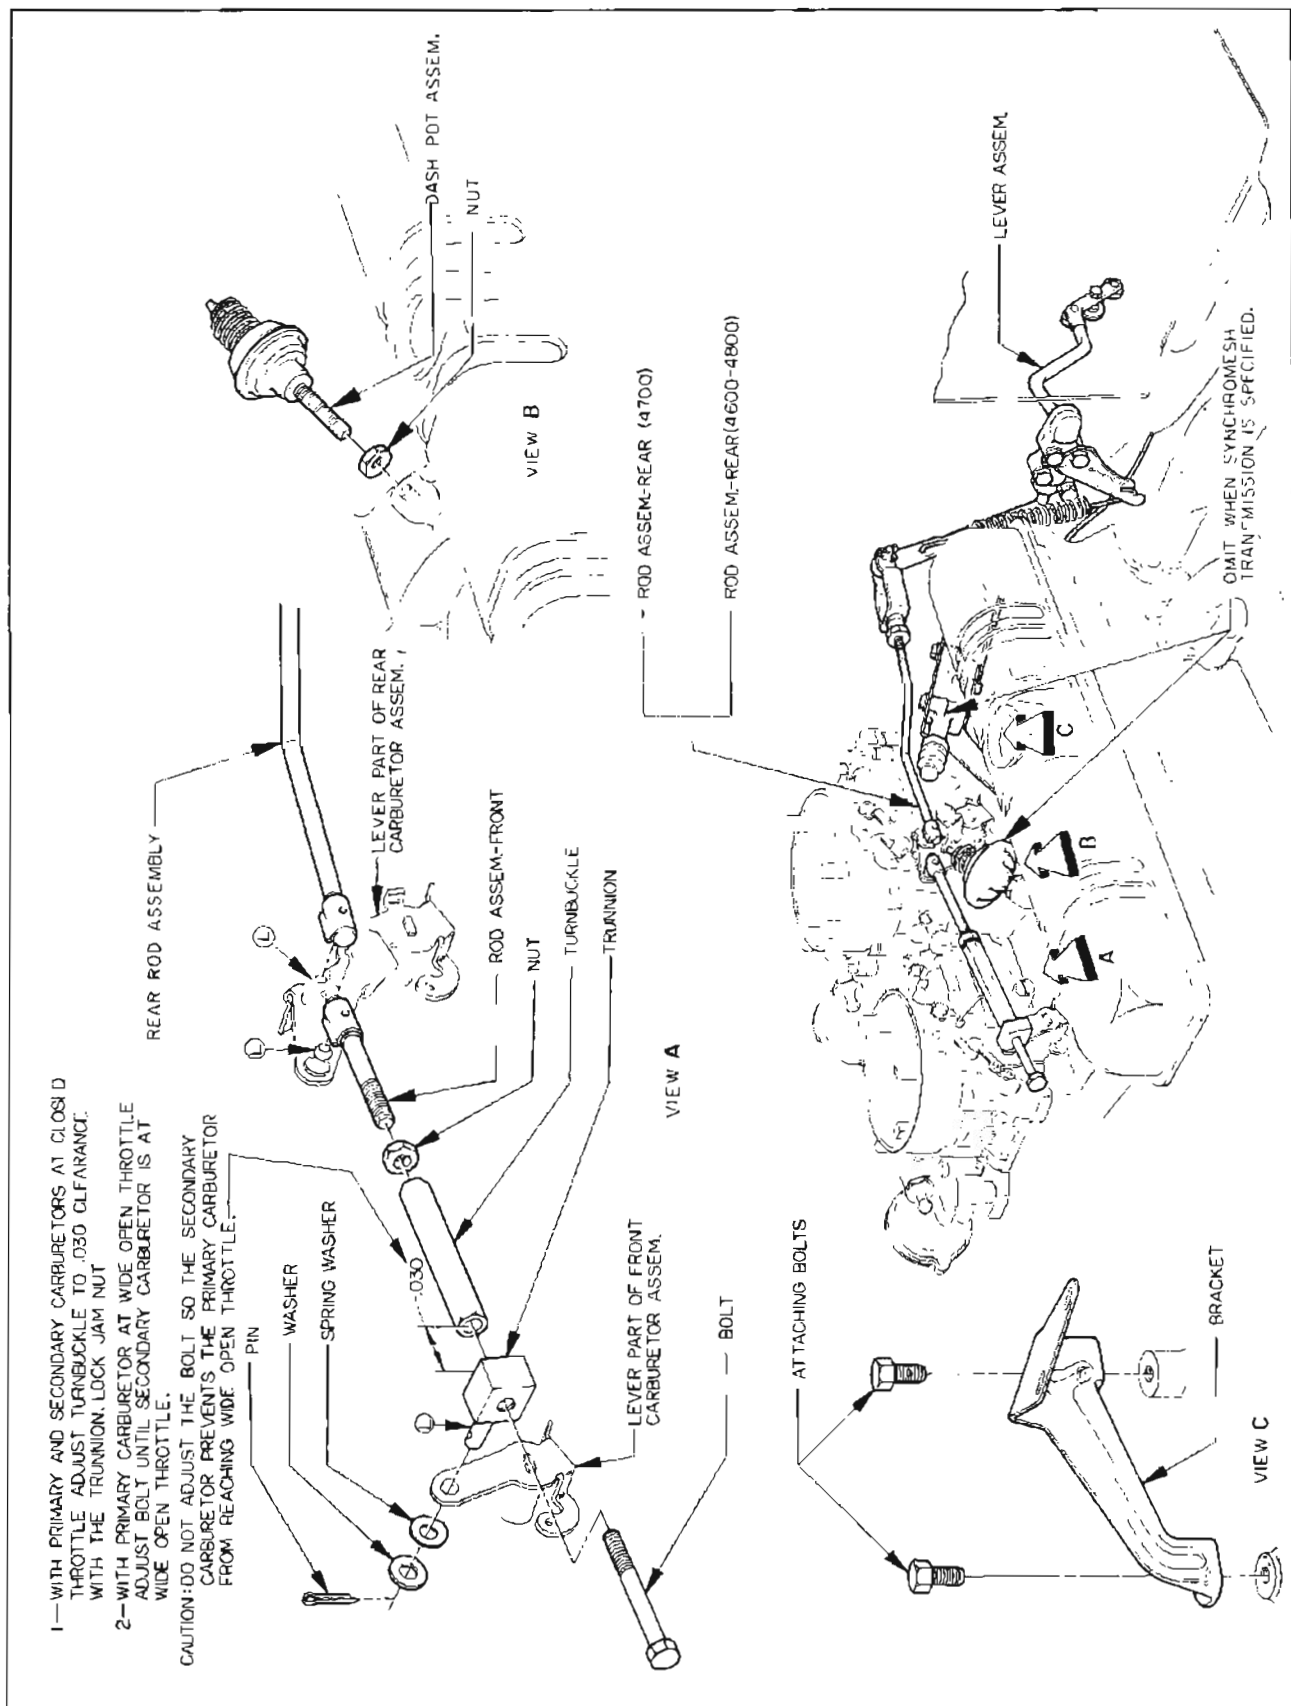 1—WITH PRIMARY AND SECONDARY CARBURETORS AT CLOSED
THROTTLE ADJUST TURNBUCKLE TO .030 CLEARANCE
WITH THE TRUNNION. LOCK JAM NUT
2—WITH PRIMARY CARBURETOR AT WIDE OPEN THROTTLE
ADJUST BOLT UNTIL SECONDARY CARBURETOR IS AT
WIDE OPEN THROTTLE.
CAUTION: DO NOT ADJUST THE BOLT SO THE SECONDARY
CARBURETOR PREVENTS THE PRIMARY CARBURETOR
FROM REACHING WIDE OPEN THROTTLE.
PIN
WASHER
SPRING WASHER
.030
L
L
L
REAR ROD ASSEMBLY
LEVER PART OF REAR
CARBURETOR ASSEM.
ROD ASSEM.-FRONT
NUT
TURNBUCKLE
TRUNNION
LEVER PART OF FRONT
CARBURETOR ASSEM.
BOLT
VIEW A
DASH POT ASSEM.
NUT
VIEW B
ROD ASSEM-REAR (4700)
ROD ASSEM.-REAR(4600-4800)
LEVER ASSEM.
OMIT WHEN SYNCHROMESH
TRANSMISSION IS SPECIFIED.
A
B
C
ATTACHING BOLTS
BRACKET
VIEW C